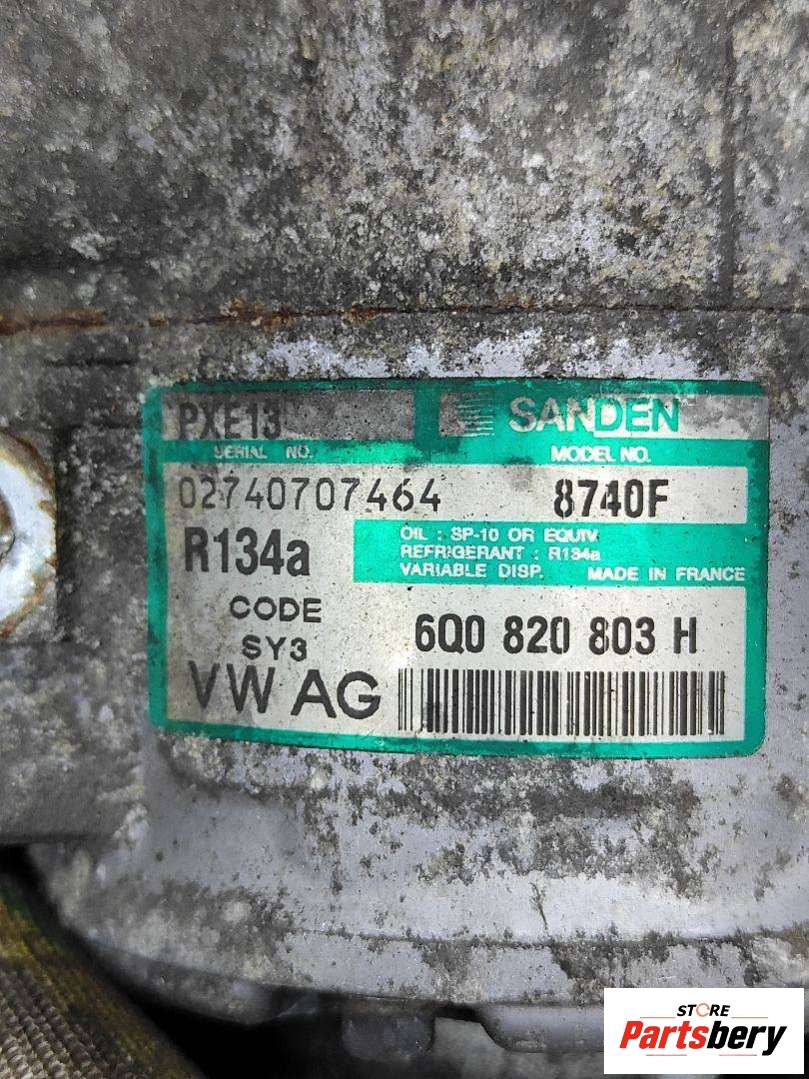 PXE13 SANDEN
SERIAL NO. MODEL NO.
02740707464 8740F
R134a
OIL : SP-10 OR EQUIV.
REFRIGERANT : R134a
VARIABLE DISP. MADE IN FRANCE
CODE
SY3
6Q0 820 803 H
VW AG
STORE
Partsbery